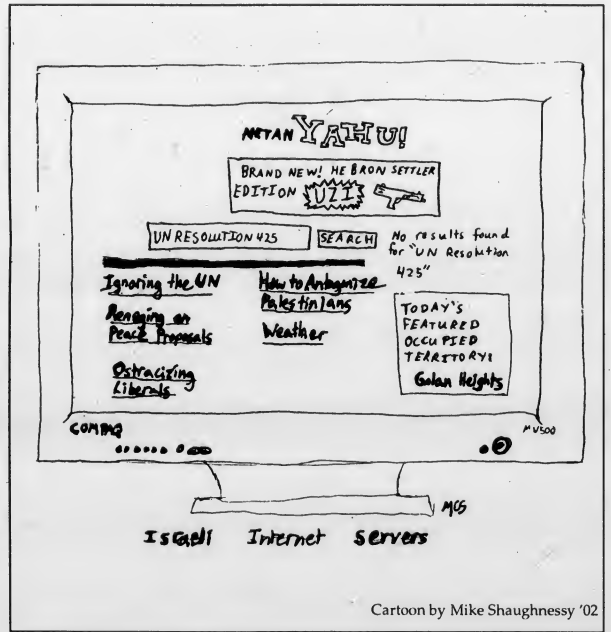 NETAN YAHU!
BRAND NEW! HEBRON SETTLER
EDITION UZI
UN RESOLUTION 425 SEARCH
No results found
for "UN Resolution
425"
Ignoring the UN
Reneging on
Peace Proposals
Ostracizing
Liberals
How to Antagonize
Palestinians
Weather
TODAY'S
FEATURED
OCCUPIED
TERRITORY:
Golan Heights
COMPAQ
MV500
MCS
Israeli Internet Servers
Cartoon by Mike Shaughnessy '02